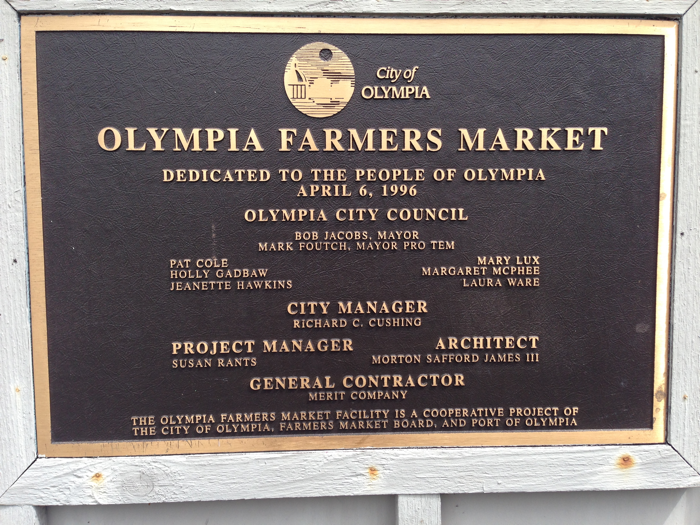 City of
OLYMPIA
OLYMPIA FARMERS MARKET
DEDICATED TO THE PEOPLE OF OLYMPIA
APRIL 6, 1996
OLYMPIA CITY COUNCIL
BOB JACOBS, MAYOR
MARK FOUTCH, MAYOR PRO TEM
PAT COLE
HOLLY GADBAW
JEANETTE HAWKINS
MARY LUX
MARGARET MCPHEE
LAURA WARE
CITY MANAGER
RICHARD C. CUSHING
PROJECT MANAGER
SUSAN RANTS
ARCHITECT
MORTON SAFFORD JAMES III
GENERAL CONTRACTOR
MERIT COMPANY
THE OLYMPIA FARMERS MARKET FACILITY IS A COOPERATIVE PROJECT OF
THE CITY OF OLYMPIA, FARMERS MARKET BOARD, AND PORT OF OLYMPIA